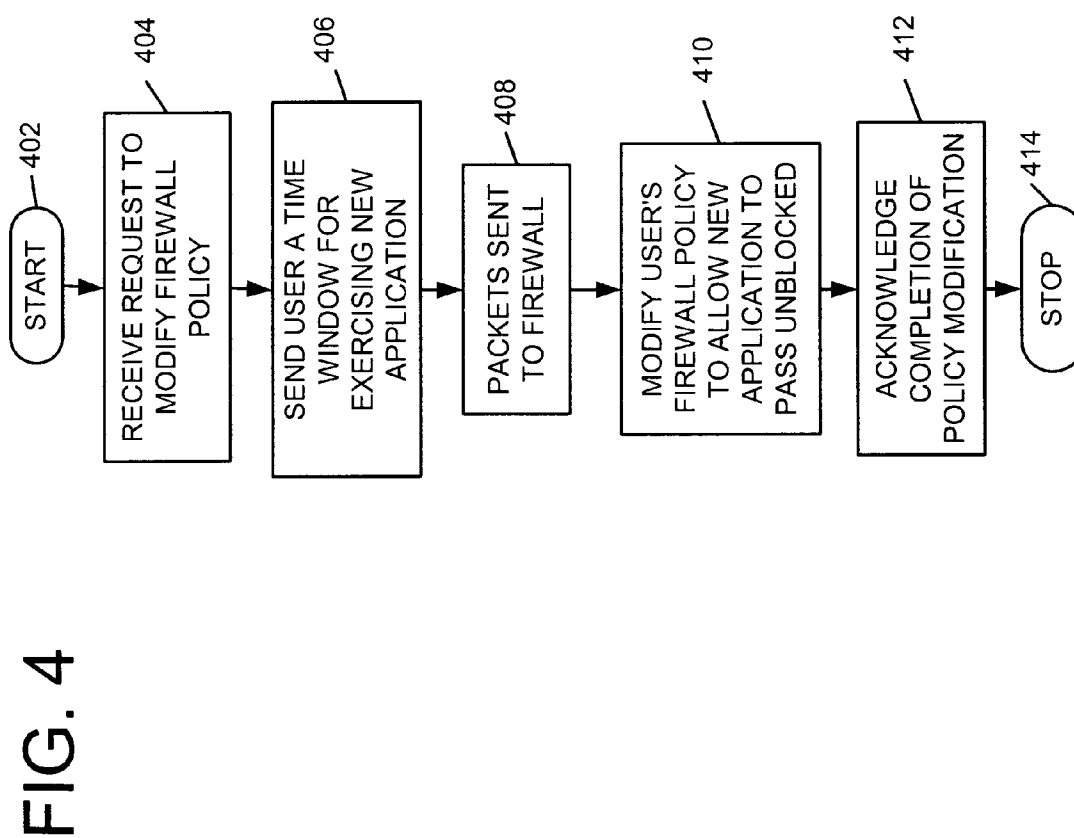 FIG. 4
START
402
RECEIVE REQUEST TO
MODIFY FIREWALL
POLICY
404
SEND USER A TIME
WINDOW FOR
EXERCISING NEW
APPLICATION
406
PACKETS SENT
TO FIREWALL
408
MODIFY USER'S
FIREWALL POLICY
TO ALLOW NEW
APPLICATION TO
PASS UNBLOCKED
410
ACKNOWLEDGE
COMPLETION OF
POLICY MODIFICATION
412
STOP
414